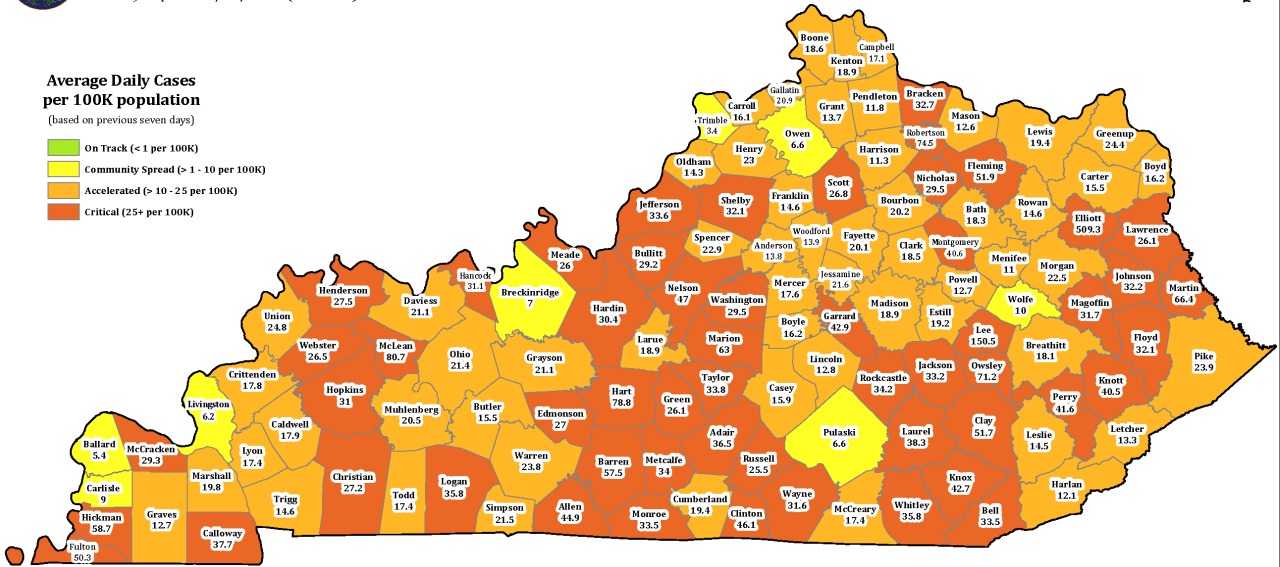 Average Daily Cases
per 100K population
(based on previous seven days)
On Track (< 1 per 100K)
Community Spread (> 1 - 10 per 100K)
Accelerated (> 10 - 25 per 100K)
Critical (25+ per 100K)
Boone
18.6
Kenton
18.9
Campbell
17.1
Gallatin
20.9
Carroll
16.1
Trimble
3.4
Owen
6.6
Grant
13.7
Pendleton
11.8
Bracken
32.7
Robertson
74.5
Mason
12.6
Lewis
19.4
Greenup
24.4
Boyd
16.2
Carter
15.5
Oldham
14.3
Henry
23
Harrison
11.3
Nicholas
29.5
Fleming
51.9
Rowan
14.6
Elliott
509.3
Lawrence
26.1
Jefferson
33.6
Shelby
32.1
Franklin
14.6
Scott
26.8
Bourbon
20.2
Bath
18.3
Spencer
22.9
Anderson
13.8
Woodford
13.9
Fayette
20.1
Clark
18.5
Montgomery
40.6
Menifee
11
Morgan
22.5
Johnson
32.2
Martin
66.4
Meade
26
Bullitt
29.2
Nelson
47
Washington
29.5
Mercer
17.6
Jessamine
21.6
Madison
18.9
Powell
12.7
Estill
19.2
Wolfe
10
Magoffin
31.7
Floyd
32.1
Pike
23.9
Hancock
31.1
Breckinridge
7
Hardin
30.4
Henderson
27.5
Daviess
21.1
Union
24.8
Webster
26.5
McLean
80.7
Ohio
21.4
Grayson
21.1
Larue
18.9
Marion
63
Boyle
16.2
Garrard
42.9
Lincoln
12.8
Rockcastle
34.2
Jackson
33.2
Lee
150.5
Owsley
71.2
Breathitt
18.1
Knott
40.5
Perry
41.6
Letcher
13.3
Crittenden
17.8
Livingston
6.2
Hopkins
31
Muhlenberg
20.5
Butler
15.5
Edmonson
27
Hart
78.8
Green
26.1
Taylor
33.8
Casey
15.9
Pulaski
6.6
Laurel
38.3
Clay
51.7
Leslie
14.5
Harlan
12.1
Ballard
5.4
McCracken
29.3
Carlisle
9
Marshall
19.8
Lyon
17.4
Caldwell
17.9
Warren
23.8
Barren
57.5
Metcalfe
34
Adair
36.5
Russell
25.5
Wayne
31.6
McCreary
17.4
Whitley
35.8
Knox
42.7
Bell
33.5
Hickman
58.7
Fulton
50.3
Graves
12.7
Calloway
37.7
Trigg
14.6
Christian
27.2
Todd
17.4
Logan
35.8
Simpson
21.5
Allen
44.9
Monroe
33.5
Cumberland
19.4
Clinton
46.1